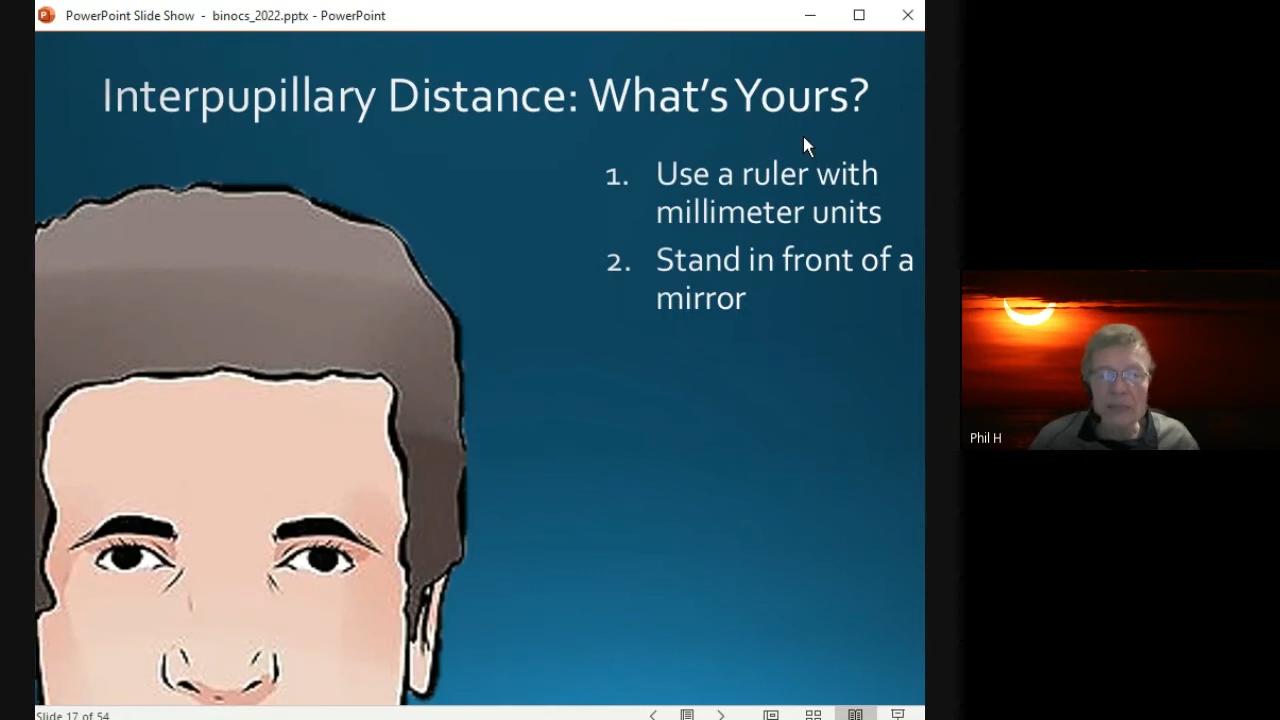 PowerPoint Slide Show - binocs_2022.pptx - PowerPoint
Interpupillary Distance: What's Yours?
1. Use a ruler with
millimeter units
2. Stand in front of a
mirror
Phil H
Slide 17 of 54